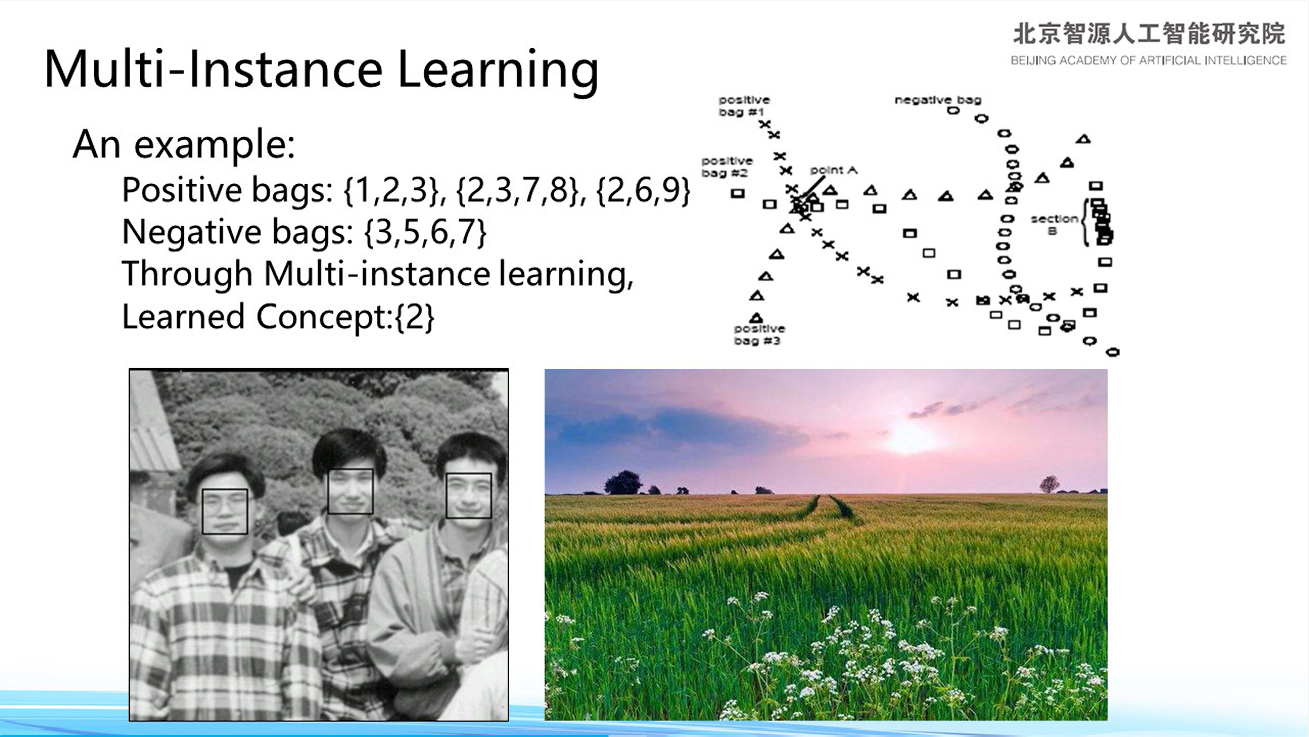 北京智源人工智能研究院
BEIJING ACADEMY OF ARTIFICIAL INTELLIGENCE
Multi-Instance Learning
An example:
Positive bags: {1,2,3}, {2,3,7,8}, {2,6,9}
Negative bags: {3,5,6,7}
Through Multi-instance learning,
Learned Concept:{2}
positive
bag #1
negative bag
positive
bag #2
point A
section
B
positive
bag #3